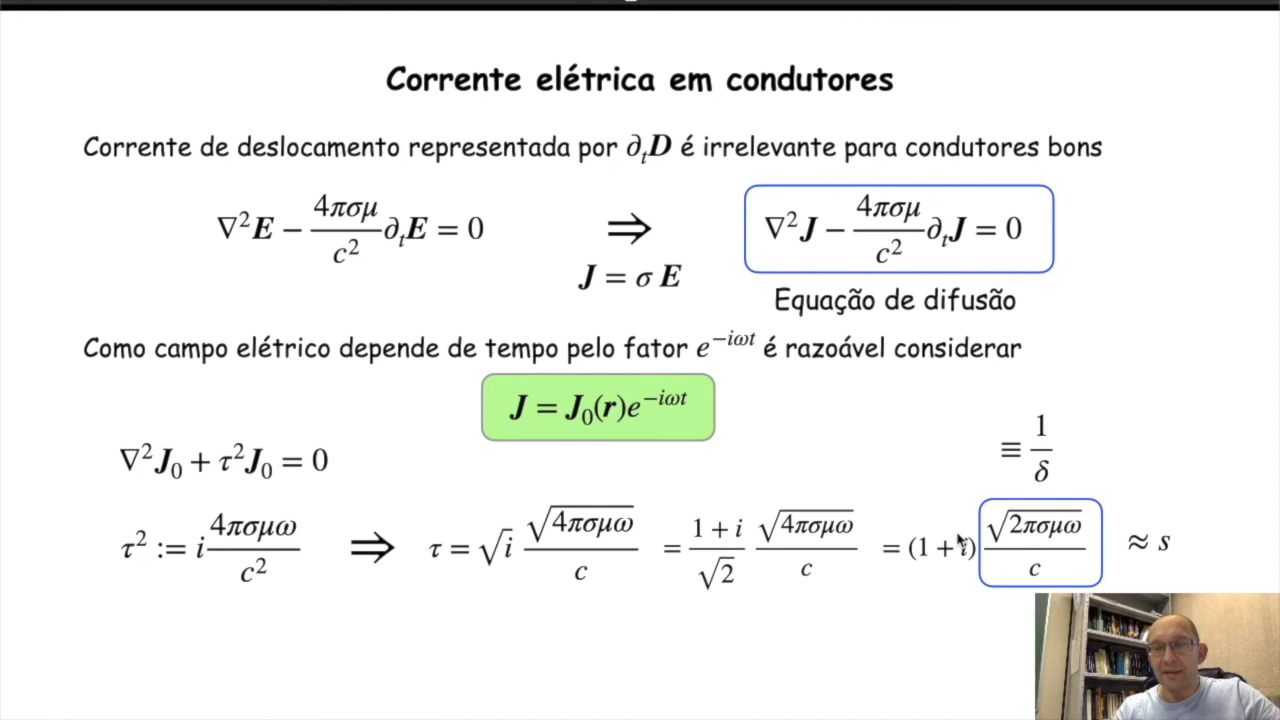 Corrente elétrica em condutores
Corrente de deslocamento representada por ∂ₜD é irrelevante para condutores bons
∇²E − (4πσμ/c²) ∂ₜE = 0 ⇒ ∇²J − (4πσμ/c²) ∂ₜJ = 0
J = σ E
Equação de difusão
Como campo elétrico depende de tempo pelo fator e^{−iωt} é razoável considerar
J = J₀(r)e^{−iωt}
∇²J₀ + τ²J₀ = 0
≡ 1/δ
τ² := i 4πσμω/c² ⇒ τ = √i √(4πσμω)/c = (1 + i)/√2 √(4πσμω)/c = (1 + i) √(2πσμω)/c ≈ s